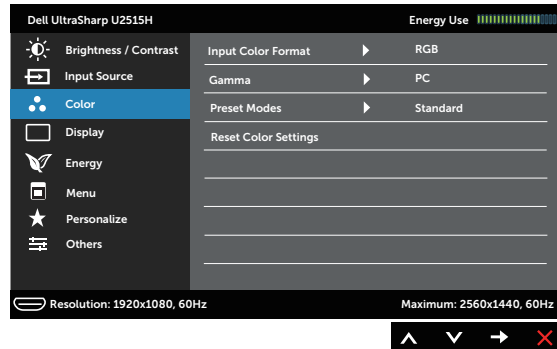 Dell UltraSharp U2515H Energy Use
Brightness / Contrast Input Color Format RGB
Input Source Gamma PC
Color Preset Modes Standard
Display Reset Color Settings
Energy
Menu
Personalize
Others
Resolution: 1920x1080, 60Hz Maximum: 2560x1440, 60Hz